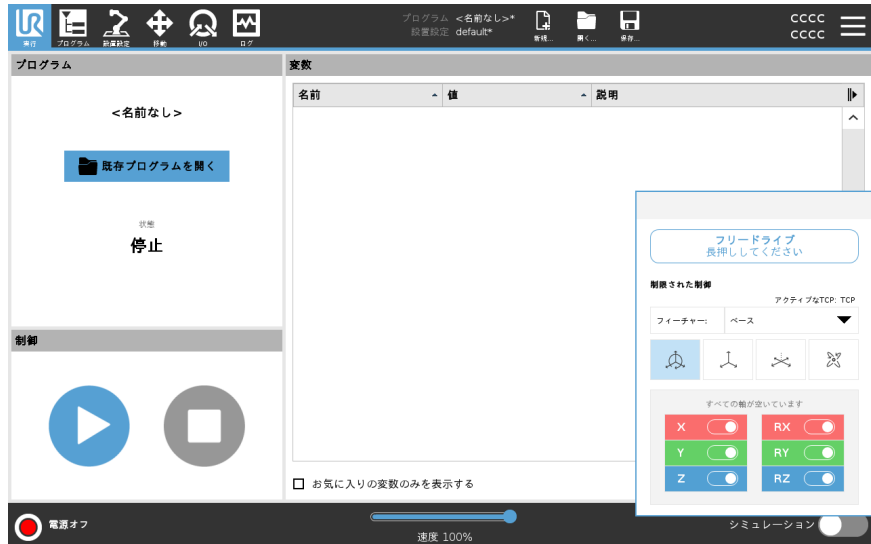 UR
実行
プログラム
設置設定
移動
I/O
ログ
プログラム <名前なし>*
設置設定 default*
新規...
開く...
保存...
CCCC
CCCC
プログラム
<名前なし>
既存プログラムを開く
状態
停止
制御
変数
名前 値 説明
お気に入りの変数のみを表示する
フリードライブ
長押ししてください
制限された制御
アクティブなTCP: TCP
フィーチャー: ベース
すべての軸が空いています
X RX
Y RY
Z RZ
電源オフ
速度 100%
シミュレーション